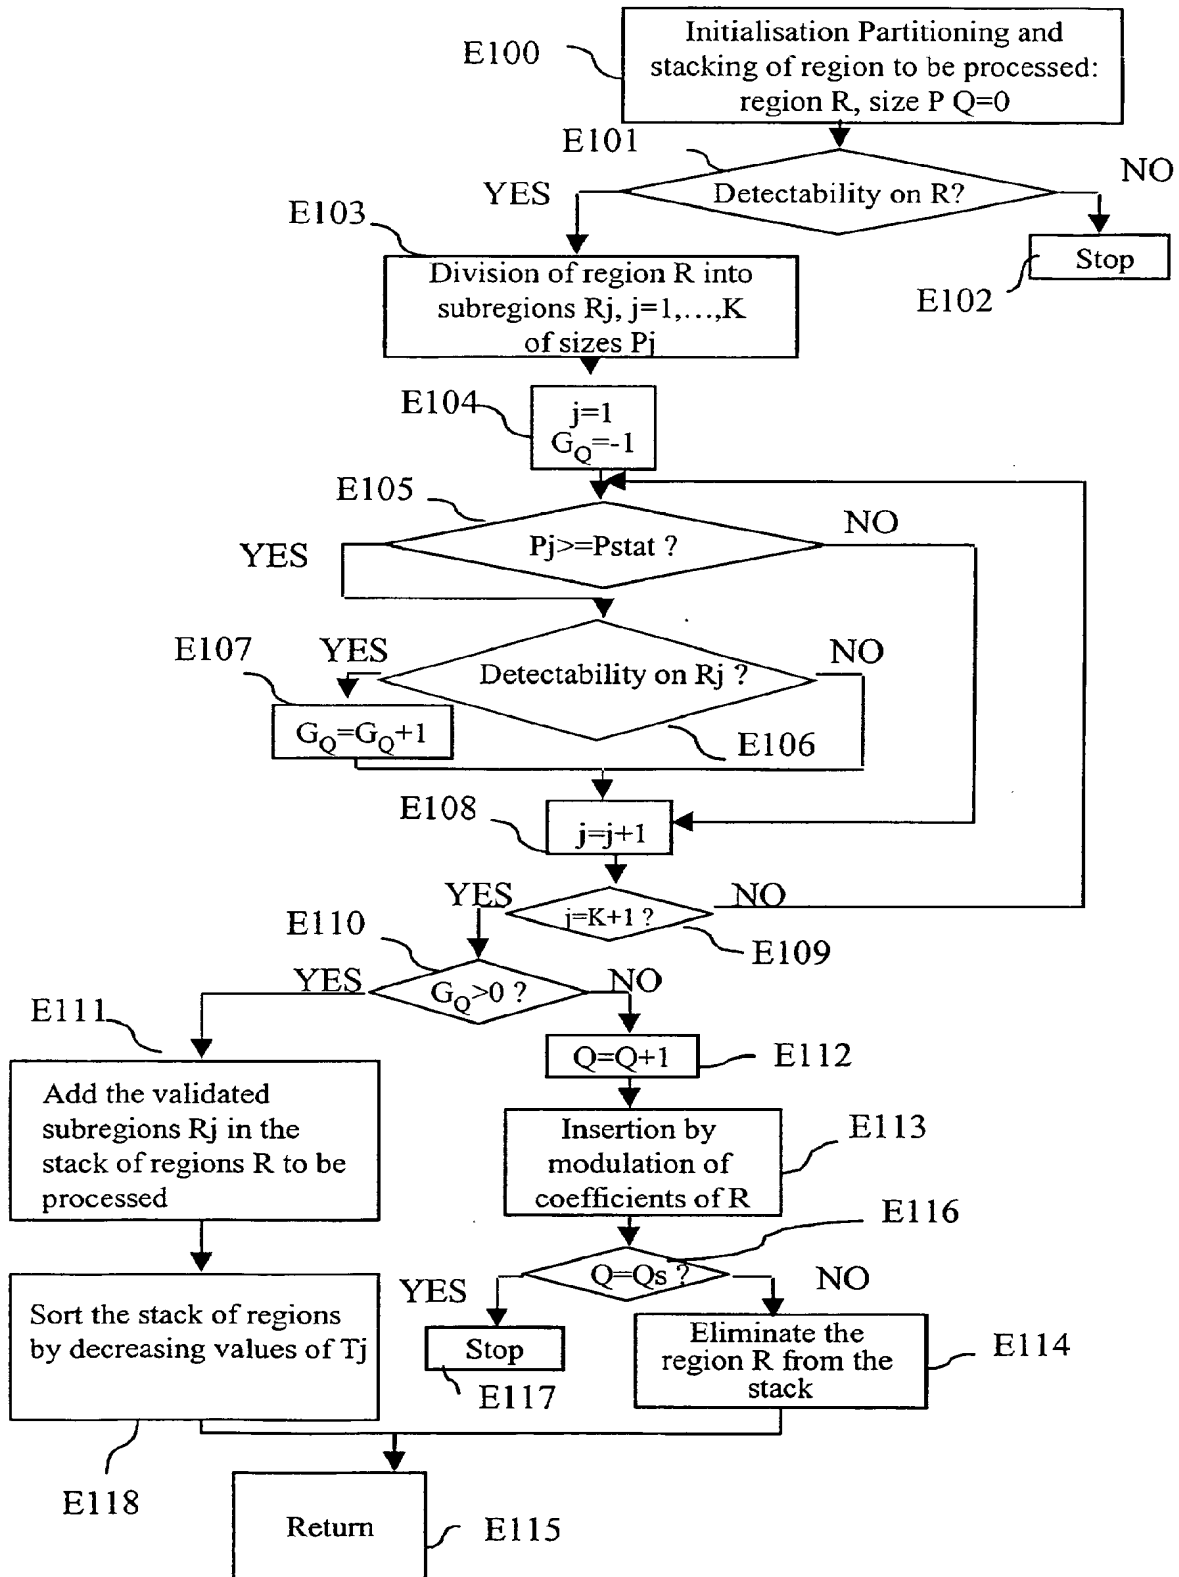 E100
Initialisation Partitioning and
stacking of region to be processed:
region R, size P Q=0
E101
Detectability on R?
YES
NO
E103
Stop
E102
Division of region R into
subregions Rj, j=1,...,K
of sizes Pj
E104
j=1
G_Q=-1
E105
Pj>=Pstat ?
YES
NO
E107
YES
Detectability on Rj ?
NO
G_Q=G_Q+1
E106
E108
j=j+1
YES
j=K+1 ?
NO
E109
E110
YES
G_Q>0 ?
NO
E111
Q=Q+1
E112
Add the validated
subregions Rj in the
stack of regions R to be
processed
Insertion by
modulation of
coefficients of R
E113
E116
Q=Qs ?
YES
NO
Sort the stack of regions
by decreasing values of Tj
Stop
E117
Eliminate the
region R from the
stack
E114
E118
Return
E115